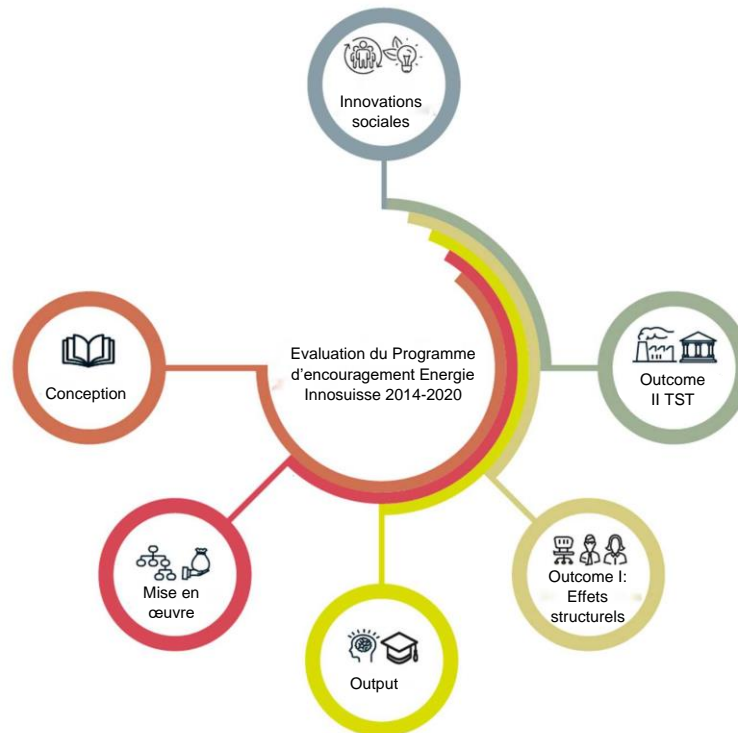 Innovations
sociales
Evaluation du Programme
d'encouragement Energie
Innosuisse 2014-2020
Conception
Outcome
II TST
Mise en
œuvre
Outcome I:
Effets
structurels
Output